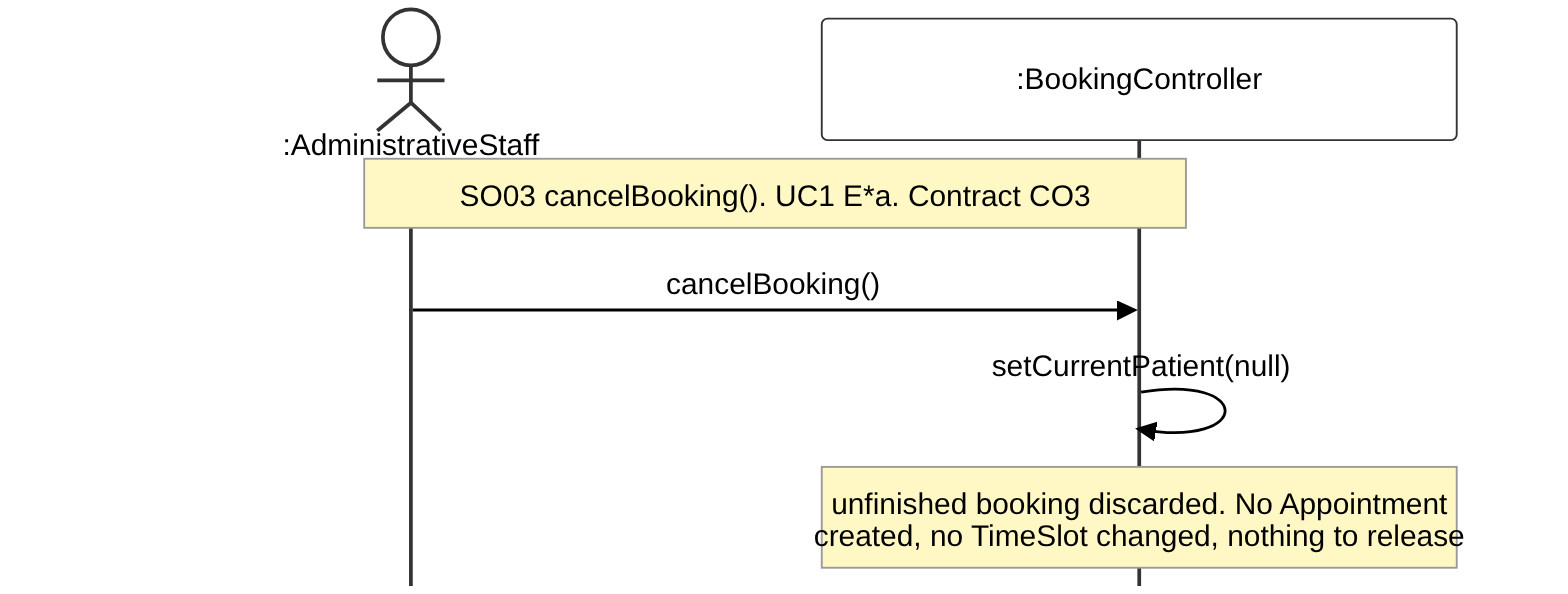 :BookingController
:AdministrativeStaff
SO03 cancelBooking(). UC1 E*a. Contract CO3
cancelBooking()
setCurrentPatient(null)
unfinished booking discarded. No Appointment
created, no TimeSlot changed, nothing to release